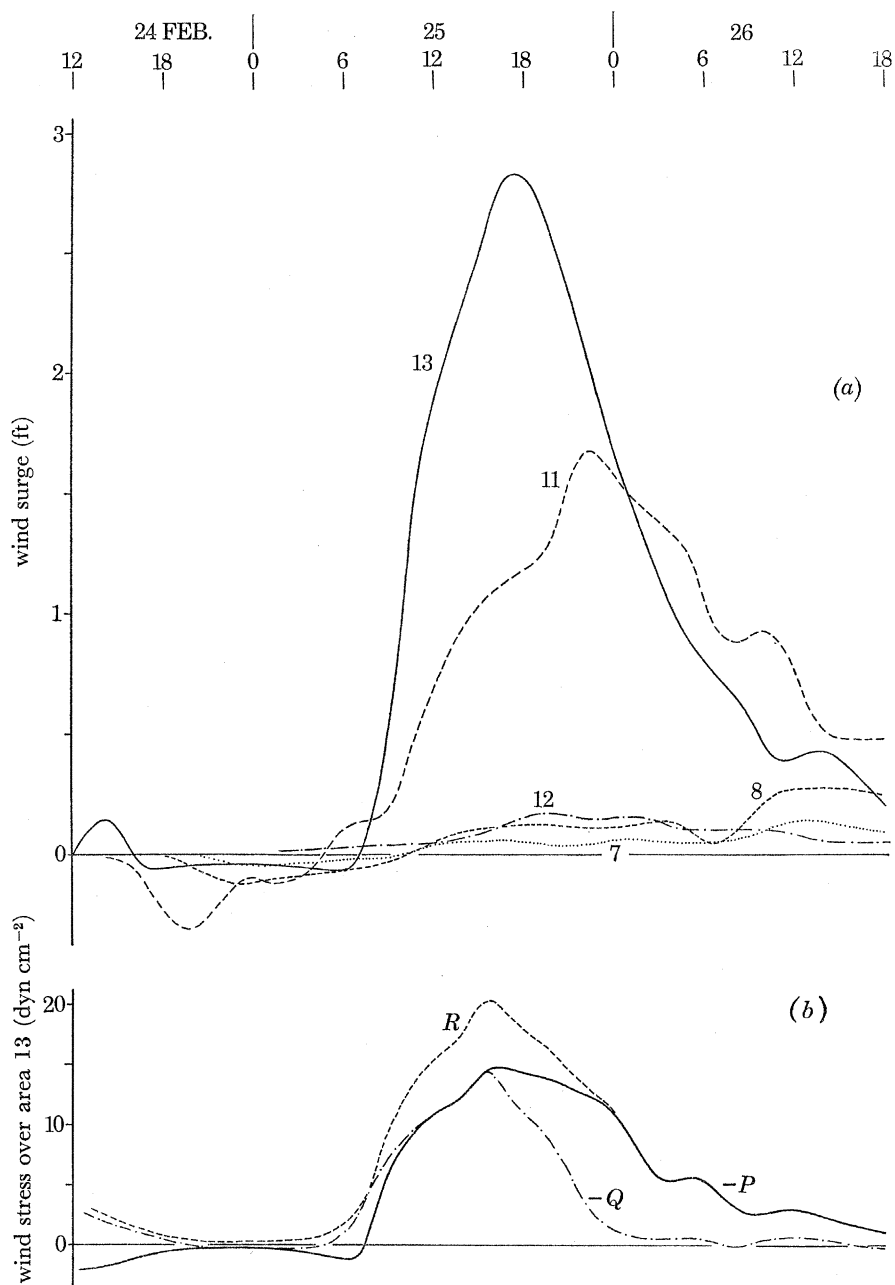 24 FEB. 25 26
12 18 0 6 12 18 0 6 12 18
3
2
1
0
wind surge (ft)
(a)
13
11
12
8
7
20
10
0
wind stress over area 13 (dyn cm⁻²)
(b)
R
−Q
−P